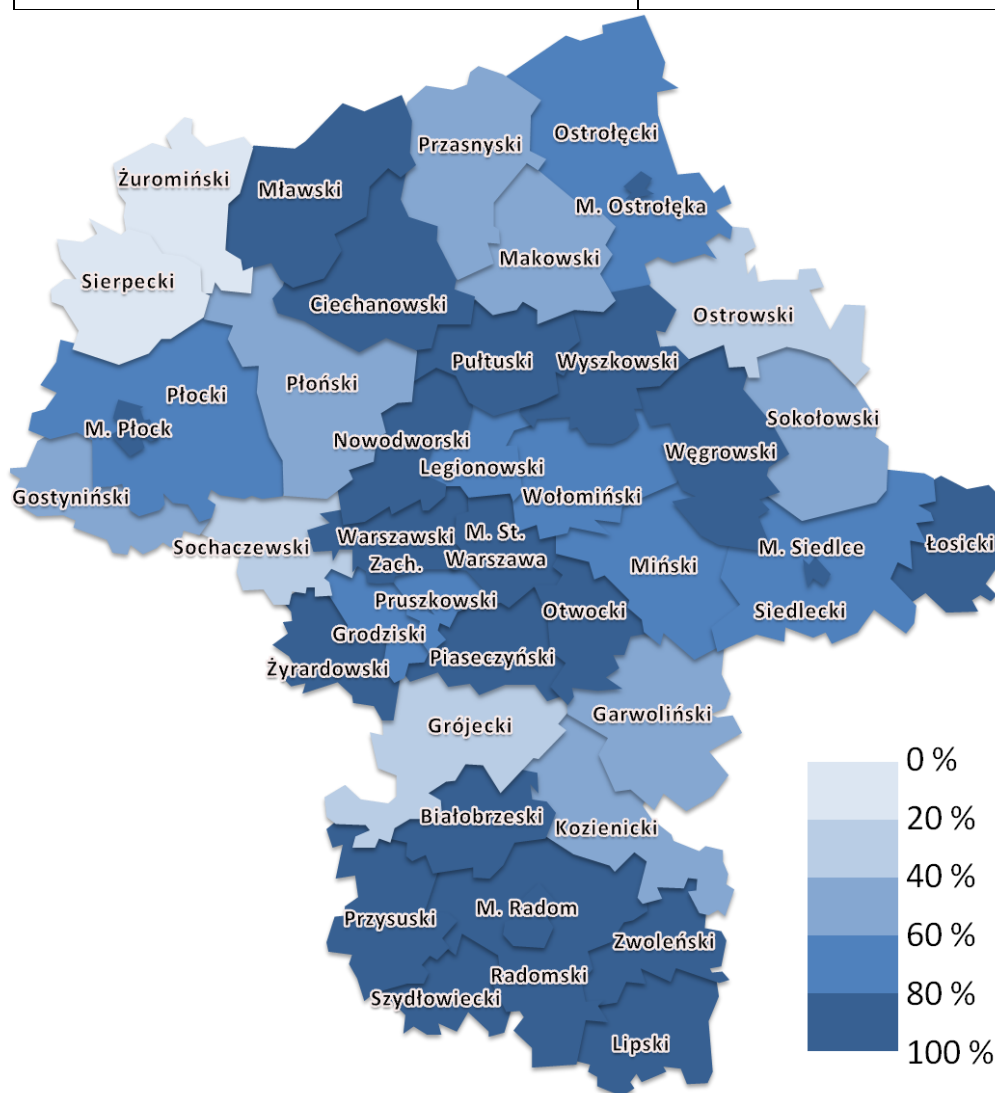 Ostrołęcki
Przasnyski
Żuromiński
Mławski
M. Ostrołęka
Makowski
Sierpecki
Ciechanowski
Ostrowski
Pułtuski
Wyszkowski
Płoński
Płocki
Sokołowski
M. Płock
Nowodworski
Węgrowski
Legionowski
Gostyniński
Wołomiński
Sochaczewski
Warszawski
Zach.
M. St.
Warszawa
M. Siedlce
Łosicki
Miński
Pruszkowski
Otwocki
Siedlecki
Grodziski
Piaseczyński
Żyrardowski
Garwoliński
Grójecki
Białobrzeski
Kozienicki
M. Radom
Przysuski
Zwoleński
Radomski
Szydłowiecki
Lipski
0 %
20 %
40 %
60 %
80 %
100 %